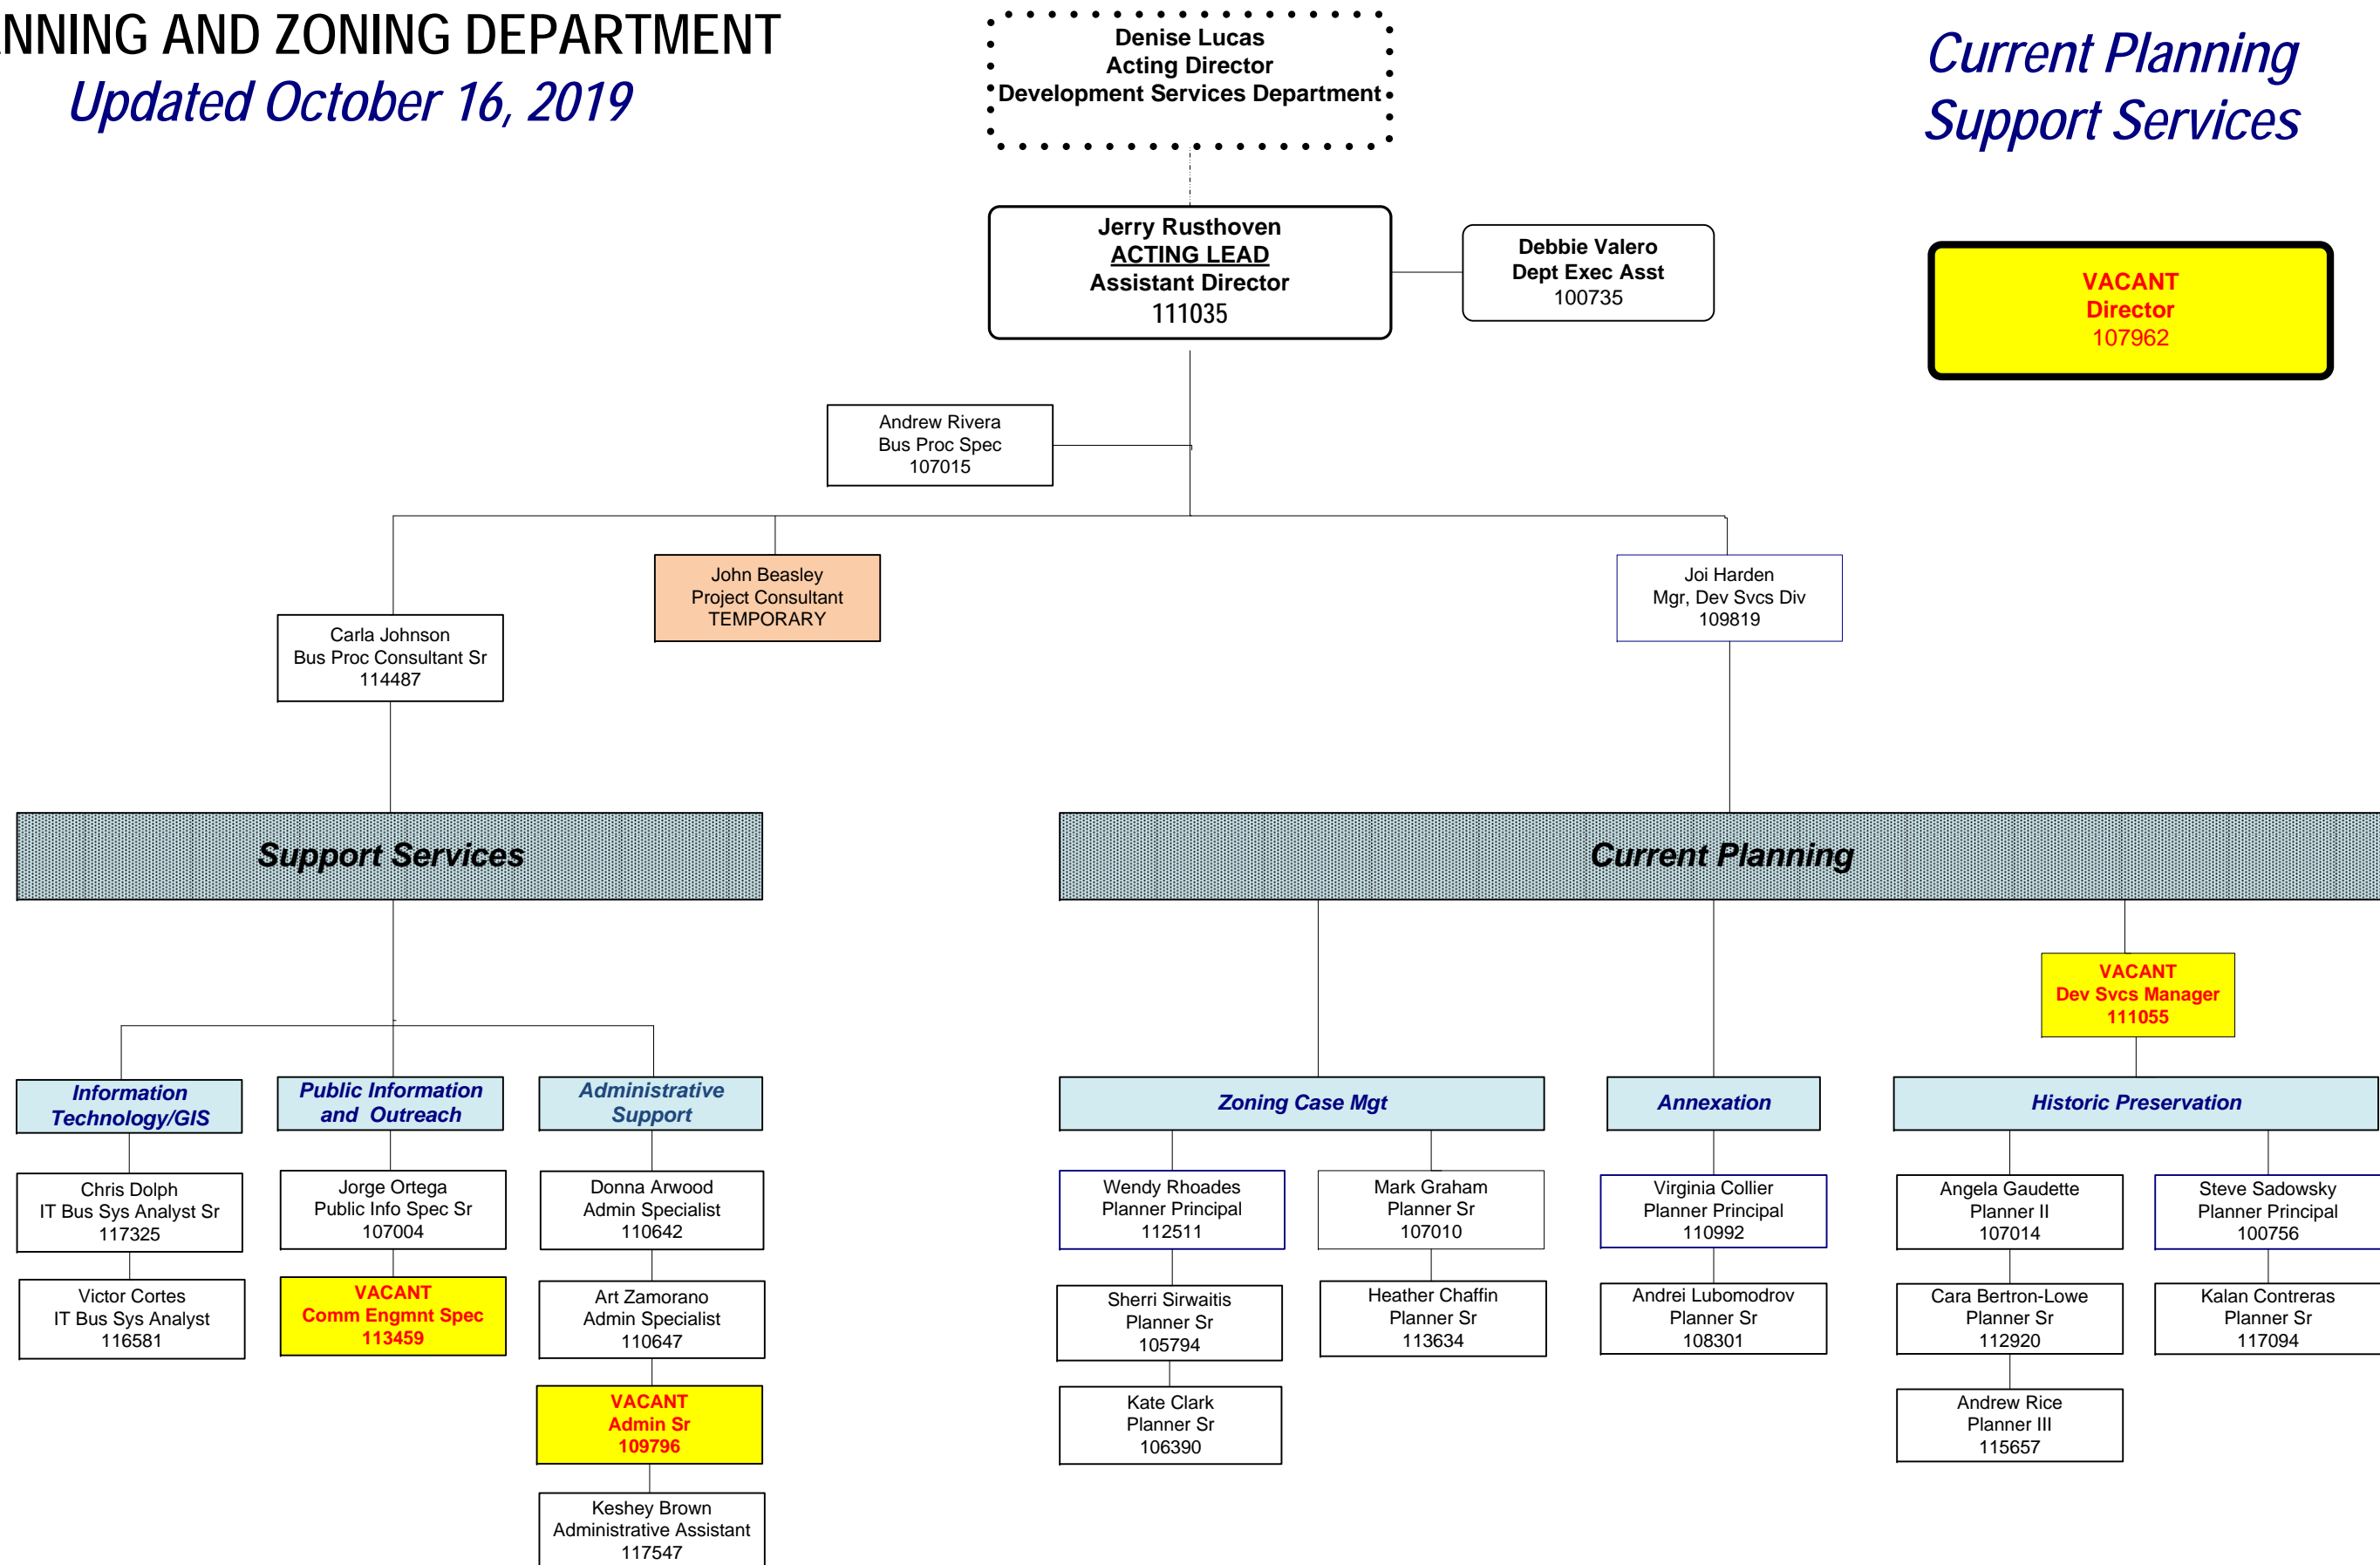 NNING AND ZONING DEPARTMENT
Updated October 16, 2019
Denise Lucas
Acting Director
Development Services Department
Current Planning
Support Services
Jerry Rusthoven
ACTING LEAD
Assistant Director
111035
Debbie Valero
Dept Exec Asst
100735
VACANT
Director
107962
Andrew Rivera
Bus Proc Spec
107015
John Beasley
Project Consultant
TEMPORARY
Joi Harden
Mgr, Dev Svcs Div
109819
Carla Johnson
Bus Proc Consultant Sr
114487
Support Services
Current Planning
VACANT
Dev Svcs Manager
111055
Information
Technology/GIS
Public Information
and Outreach
Administrative
Support
Zoning Case Mgt
Annexation
Historic Preservation
Chris Dolph
IT Bus Sys Analyst Sr
117325
Jorge Ortega
Public Info Spec Sr
107004
Donna Arwood
Admin Specialist
110642
Wendy Rhoades
Planner Principal
112511
Mark Graham
Planner Sr
107010
Virginia Collier
Planner Principal
110992
Angela Gaudette
Planner II
107014
Steve Sadowsky
Planner Principal
100756
Victor Cortes
IT Bus Sys Analyst
116581
VACANT
Comm Engmnt Spec
113459
Art Zamorano
Admin Specialist
110647
Sherri Sirwaitis
Planner Sr
105794
Heather Chaffin
Planner Sr
113634
Andrei Lubomodrov
Planner Sr
108301
Cara Bertron-Lowe
Planner Sr
112920
Kalan Contreras
Planner Sr
117094
VACANT
Admin Sr
109796
Kate Clark
Planner Sr
106390
Andrew Rice
Planner III
115657
Keshey Brown
Administrative Assistant
117547